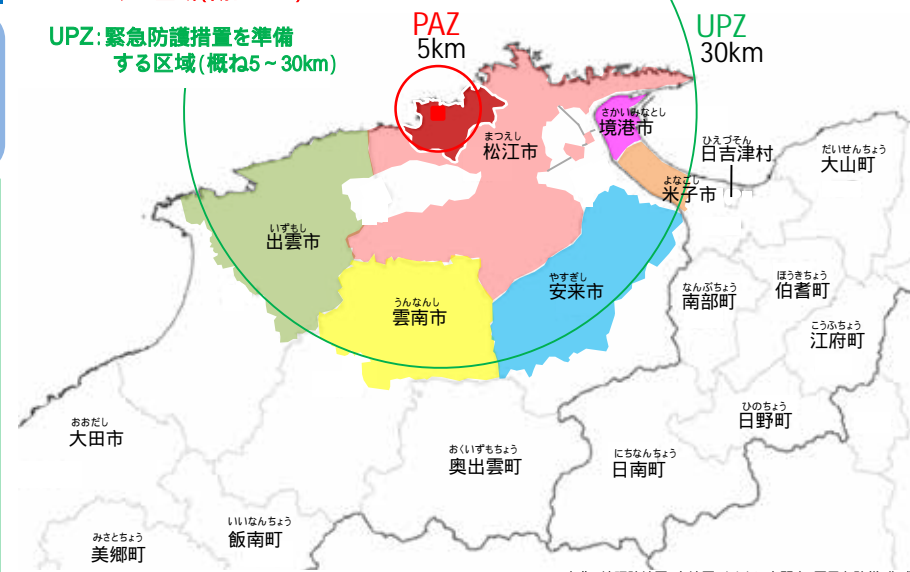 UPZ:緊急防護措置を準備
する区域(概ね5~30km)
PAZ
5km
UPZ
30km
まつえし
松江市
さかいみなとし
境港市
ひえづそん
日吉津村
だいせんちょう
大山町
よなごし
米子市
いずもし
出雲市
やすぎし
安来市
なんぶちょう
南部町
ほうきちょう
伯耆町
うんなんし
雲南市
こうふちょう
江府町
おおだし
大田市
ひのちょう
日野町
おくいずもちょう
奥出雲町
にちなんちょう
日南町
いいなんちょう
飯南町
みさとちょう
美郷町